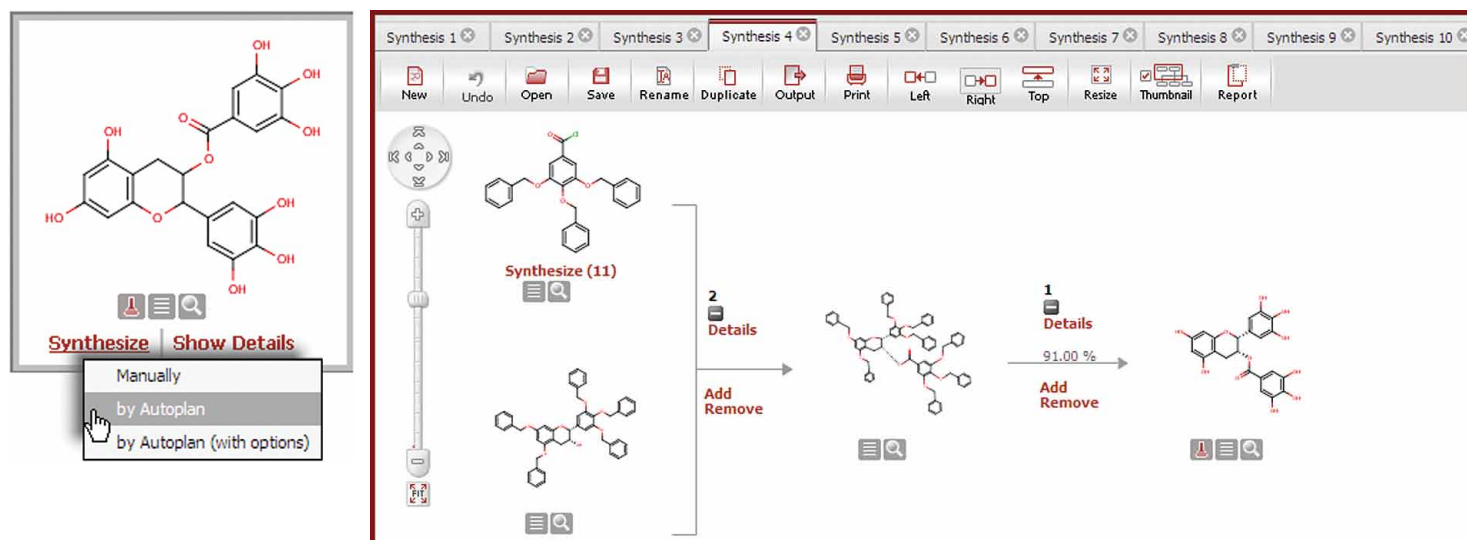 OH
HO
OH
O
OH
OH
O
OH
HO
O
OH
OH
OH
Synthesize Show Details
Manually
by Autoplan
by Autoplan (with options)
Synthesis 1 Synthesis 2 Synthesis 3 Synthesis 4 Synthesis 5 Synthesis 6 Synthesis 7 Synthesis 8 Synthesis 9 Synthesis 10
New Undo Open Save Rename Duplicate Output Print Left Right Top Resize Thumbnail Report
Synthesize (11)
2
Details
Add
Remove
1
Details
91.00 %
Add
Remove
FIT